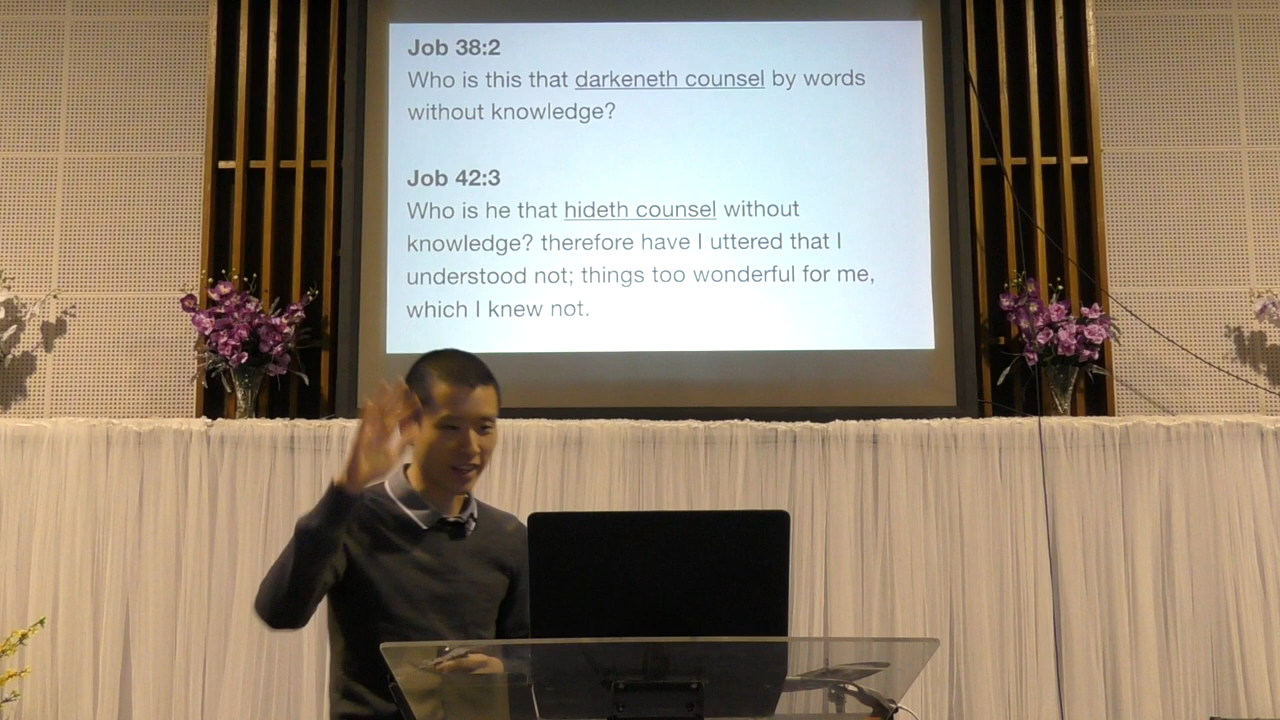 Job 38:2
Who is this that darkeneth counsel by words
without knowledge?
Job 42:3
Who is he that hideth counsel without
knowledge? therefore have I uttered that I
understood not; things too wonderful for me,
which I knew not.